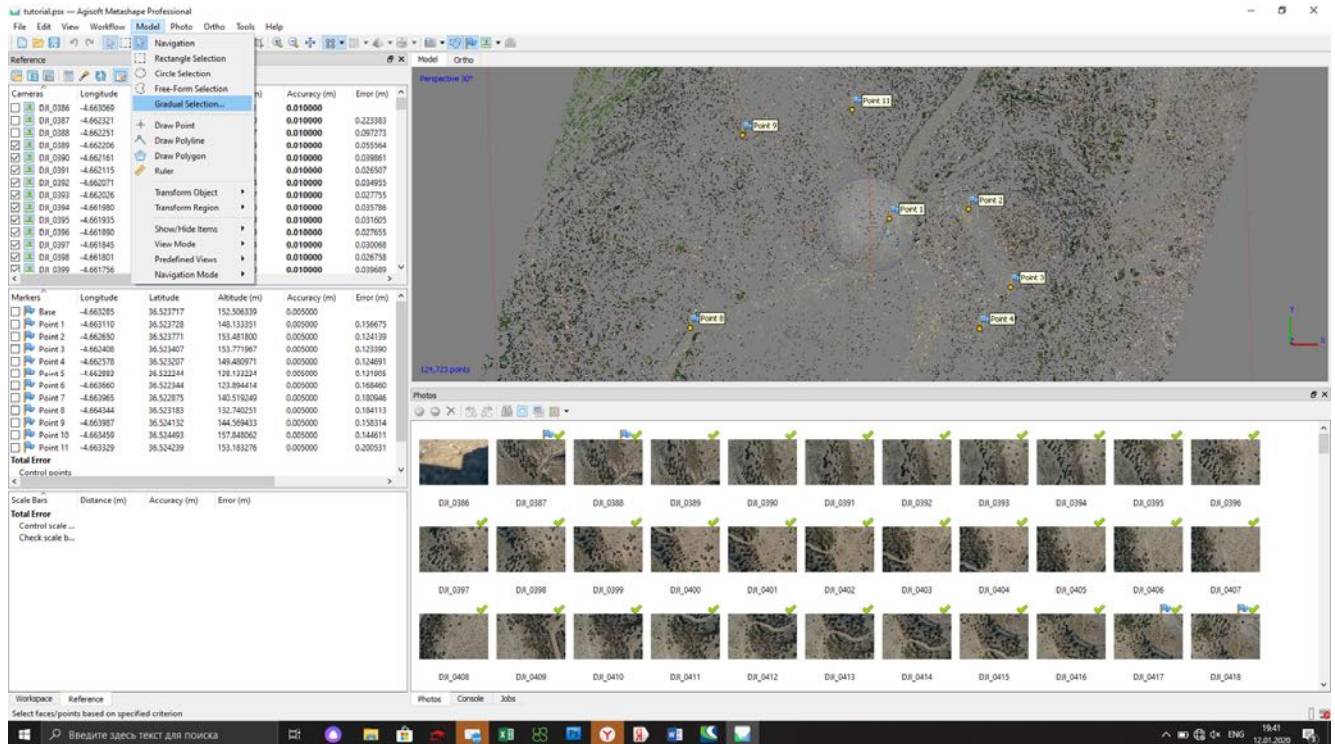 tutorial.psx — Agisoft Metashape Professional
File Edit View Workflow Model Photo Ortho Tools Help
Navigation
Rectangle Selection
Circle Selection
Free-Form Selection
Gradual Selection...
Draw Point
Draw Polyline
Draw Polygon
Ruler
Transform Object
Transform Region
Show/Hide Items
View Mode
Predefined Views
Navigation Mode
Reference
Cameras Longitude Accuracy (m) Error (m)
DJI_0386 -4.663069 0.010000
DJI_0387 -4.662321 0.010000 0.223383
DJI_0388 -4.662251 0.010000 0.097273
DJI_0389 -4.662206 0.010000 0.055564
DJI_0390 -4.662161 0.010000 0.039861
DJI_0391 -4.662115 0.010000 0.026507
DJI_0392 -4.662071 0.010000 0.034955
DJI_0393 -4.662026 0.010000 0.027755
DJI_0394 -4.661980 0.010000 0.035786
DJI_0395 -4.661935 0.010000 0.031605
DJI_0396 -4.661890 0.010000 0.027655
DJI_0397 -4.661845 0.010000 0.030068
DJI_0398 -4.661801 0.010000 0.026758
DJI_0399 -4.661756 0.010000 0.039689
Markers Longitude Latitude Altitude (m) Accuracy (m) Error (m)
Base -4.663285 36.523717 152.506339 0.005000
Point 1 -4.663110 36.523728 148.133351 0.005000 0.156675
Point 2 -4.662650 36.523771 153.481800 0.005000 0.124139
Point 3 -4.662408 36.523407 153.771967 0.005000 0.123390
Point 4 -4.662578 36.523207 149.480971 0.005000 0.124691
Point 5 -4.662883 36.522244 128.133224 0.005000 0.121905
Point 6 -4.663660 36.522344 123.894414 0.005000 0.168460
Point 7 -4.663965 36.522875 140.519249 0.005000 0.180946
Point 8 -4.664344 36.523183 132.740251 0.005000 0.184113
Point 9 -4.663987 36.524132 144.569433 0.005000 0.158314
Point 10 -4.663459 36.524493 157.848062 0.005000 0.144611
Point 11 -4.663329 36.524239 153.183276 0.005000 0.200531
Total Error
Control points
Scale Bars Distance (m) Accuracy (m) Error (m)
Total Error
Control scale ...
Check scale b...
Workspace Reference
Select faces/points based on specified criterion
Model Ortho
Perspective 30°
Point 11
Point 9
Point 2
Point 1
Point 3
Point 8
Point 4
Y
X
124,723 points
Photos
DJI_0386 DJI_0387 DJI_0388 DJI_0389 DJI_0390 DJI_0391 DJI_0392 DJI_0393 DJI_0394 DJI_0395 DJI_0396
DJI_0397 DJI_0398 DJI_0399 DJI_0400 DJI_0401 DJI_0402 DJI_0403 DJI_0404 DJI_0405 DJI_0406 DJI_0407
DJI_0408 DJI_0409 DJI_0410 DJI_0411 DJI_0412 DJI_0413 DJI_0414 DJI_0415 DJI_0416 DJI_0417 DJI_0418
Photos Console Jobs
Введите здесь текст для поиска
ENG
19:41
12.01.2020